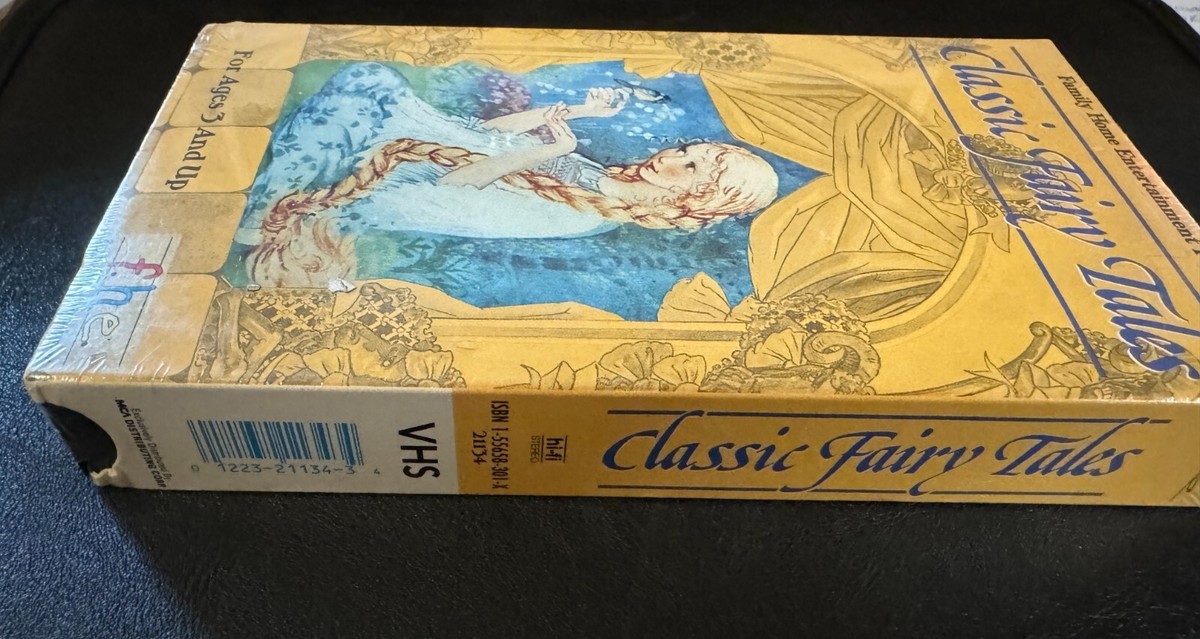 Family Home Entertainment
Classic Fairy Tales
For Ages 3 And Up
f.h.e.
Classic Fairy Tales
hi-fi
STEREO
ISBN 1-55658-301-X
21134
VHS
0 1223-21134-3 4
Exclusively Distributed By
MCA DISTRIBUTING CORP